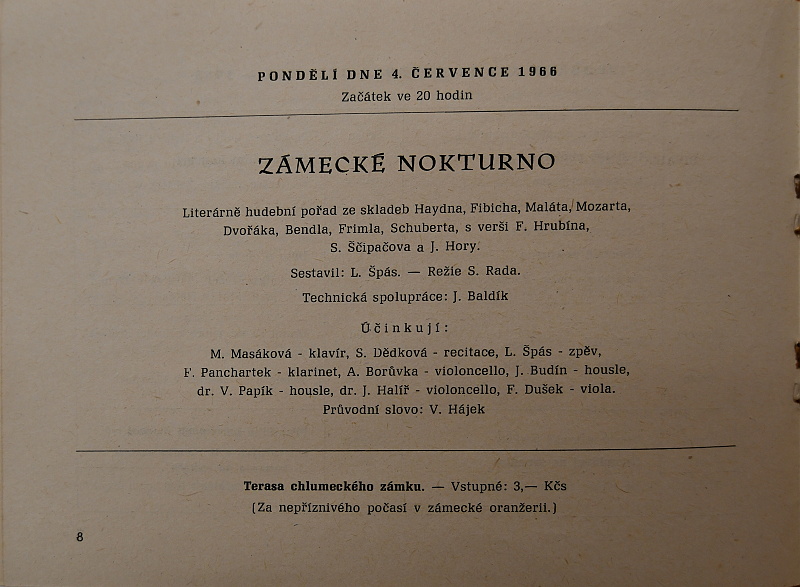 PONDĚLÍ DNE 4. ČERVENCE 1966
Začátek ve 20 hodin
ZÁMECKÉ NOKTURNO
Literárně hudební pořad ze skladeb Haydna, Fibicha, Maláta, Mozarta,
Dvořáka, Bendla, Frimla, Schuberta, s verši F. Hrubína,
S. Ščipačova a J. Hory.
Sestavil: L. Špás. — Režie S. Rada.
Technická spolupráce: J. Baldík
Účinkují:
M. Masáková - klavír, S. Dědková - recitace, L. Špás - zpěv,
F. Panchartek - klarinet, A. Borůvka - violoncello, J. Budín - housle,
dr. V. Papík - housle, dr. J. Halíř - violoncello, F. Dušek - viola.
Průvodní slovo: V. Hájek
Terasa chlumeckého zámku. — Vstupné: 3,— Kčs
(Za nepříznivého počasí v zámecké oranžerii.)
8